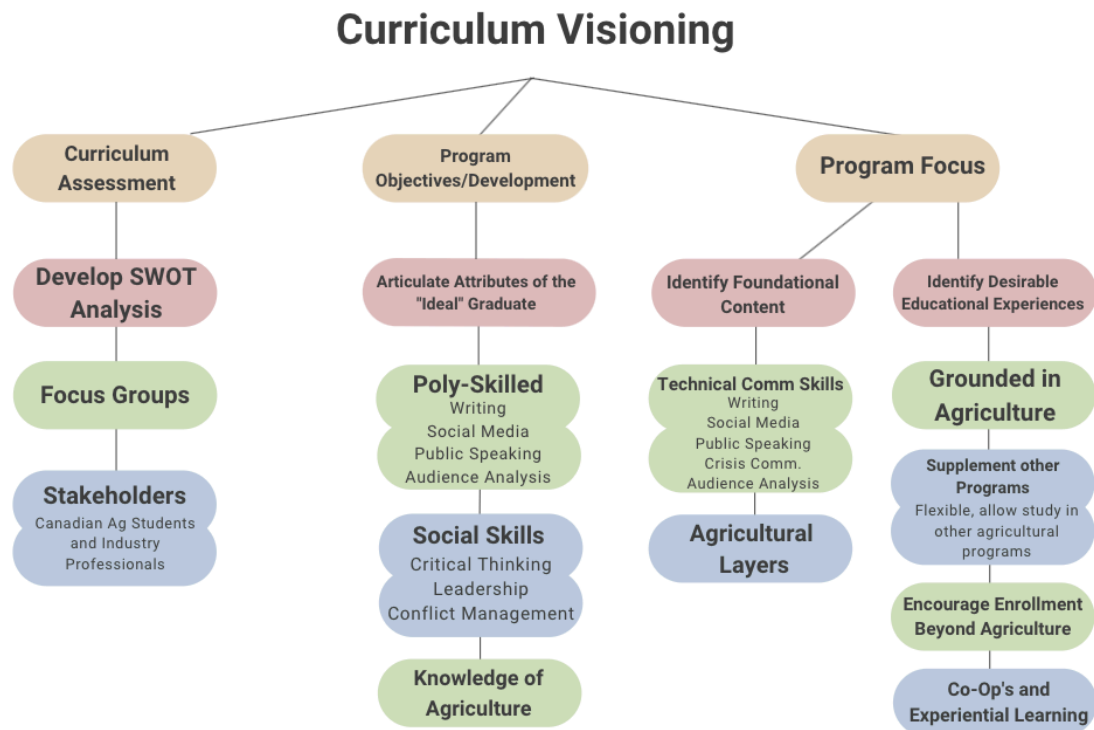 Curriculum Visioning
Curriculum
Assessment
Develop SWOT
Analysis
Focus Groups
Stakeholders
Canadian Ag Students
and Industry
Professionals
Program
Objectives/Development
Articulate Attributes of the
"Ideal" Graduate
Poly-Skilled
Writing
Social Media
Public Speaking
Audience Analysis
Social Skills
Critical Thinking
Leadership
Conflict Management
Knowledge of
Agriculture
Program Focus
Identify Foundational
Content
Technical Comm Skills
Writing
Social Media
Public Speaking
Crisis Comm.
Audience Analysis
Agricultural
Layers
Identify Desirable
Educational Experiences
Grounded in
Agriculture
Supplement other
Programs
Flexible, allow study in
other agricultural
programs
Encourage Enrollment
Beyond Agriculture
Co-Op's and
Experiential Learning